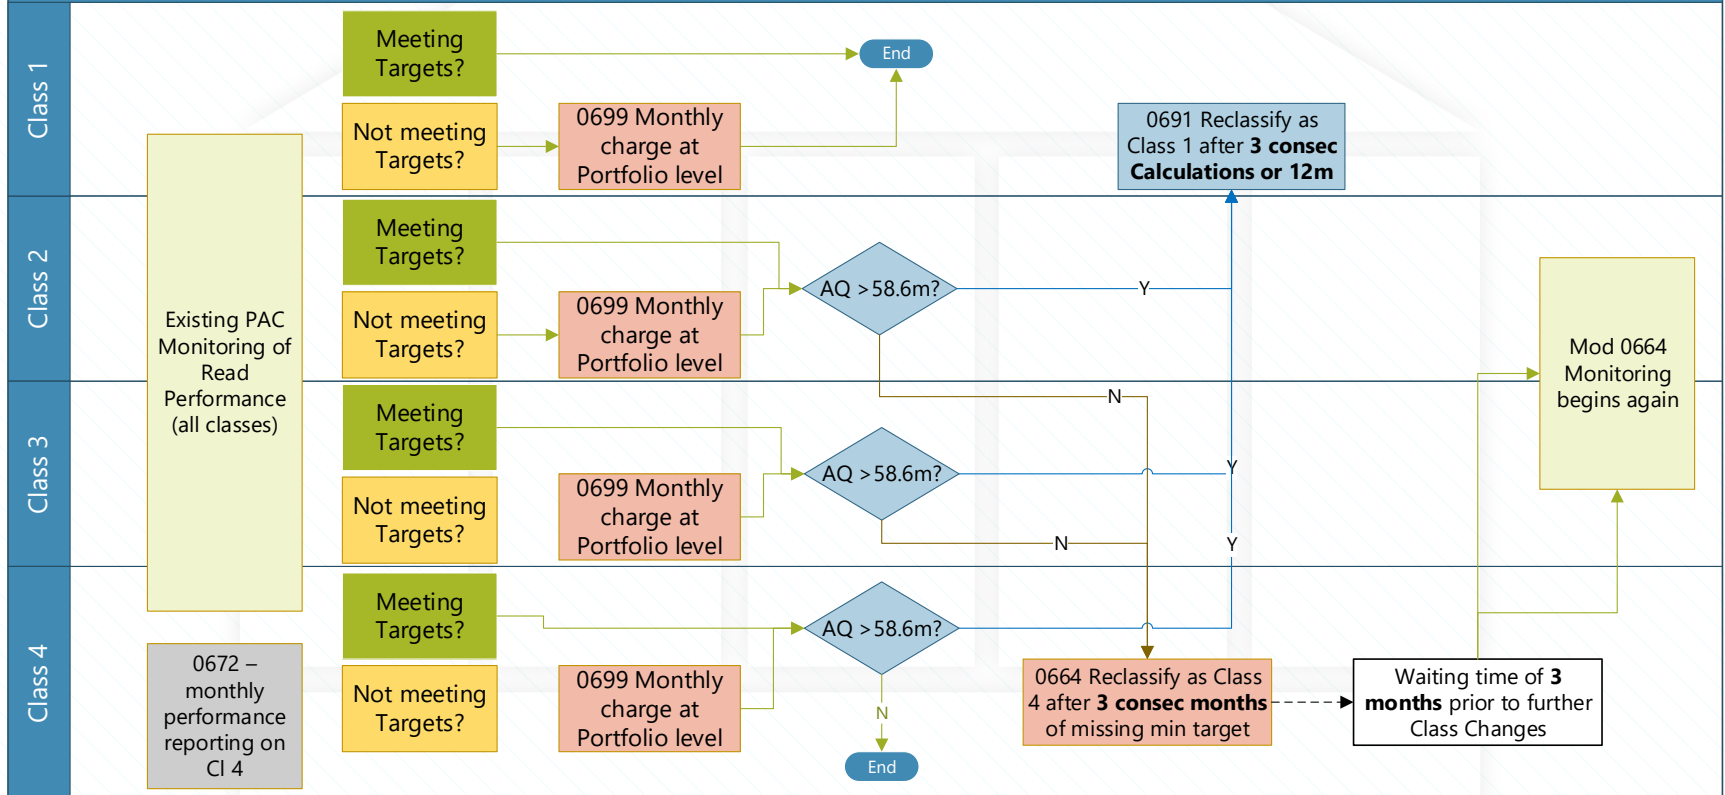 Class 1
Meeting
Targets?
End
Not meeting
Targets?
0699 Monthly
charge at
Portfolio level
0691 Reclassify as
Class 1 after 3 consec
Calculations or 12m
Existing PAC
Monitoring of
Read
Performance
(all classes)
Class 2
Meeting
Targets?
Not meeting
Targets?
0699 Monthly
charge at
Portfolio level
AQ >58.6m?
Y
N
Mod 0664
Monitoring
begins again
Class 3
Meeting
Targets?
Not meeting
Targets?
0699 Monthly
charge at
Portfolio level
AQ >58.6m?
Y
N
Y
Class 4
0672 –
monthly
performance
reporting on
Cl 4
Meeting
Targets?
Not meeting
Targets?
0699 Monthly
charge at
Portfolio level
AQ >58.6m?
N
End
0664 Reclassify as Class
4 after 3 consec months
of missing min target
Waiting time of 3
months prior to further
Class Changes